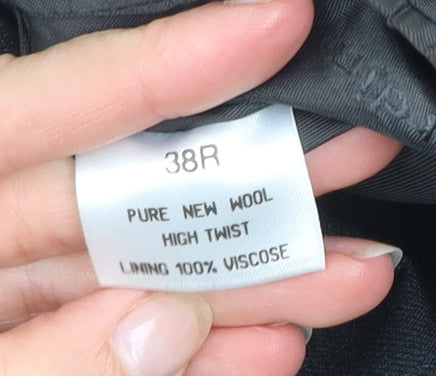 38R
PURE NEW WOOL
HIGH TWIST
LINING 100% VISCOSE